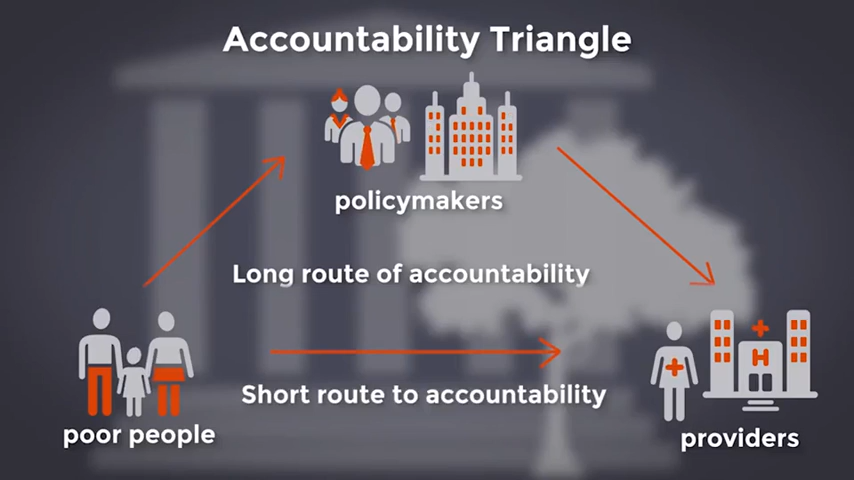 Accountability Triangle
policymakers
Long route of accountability
Short route to accountability
poor people
H
providers